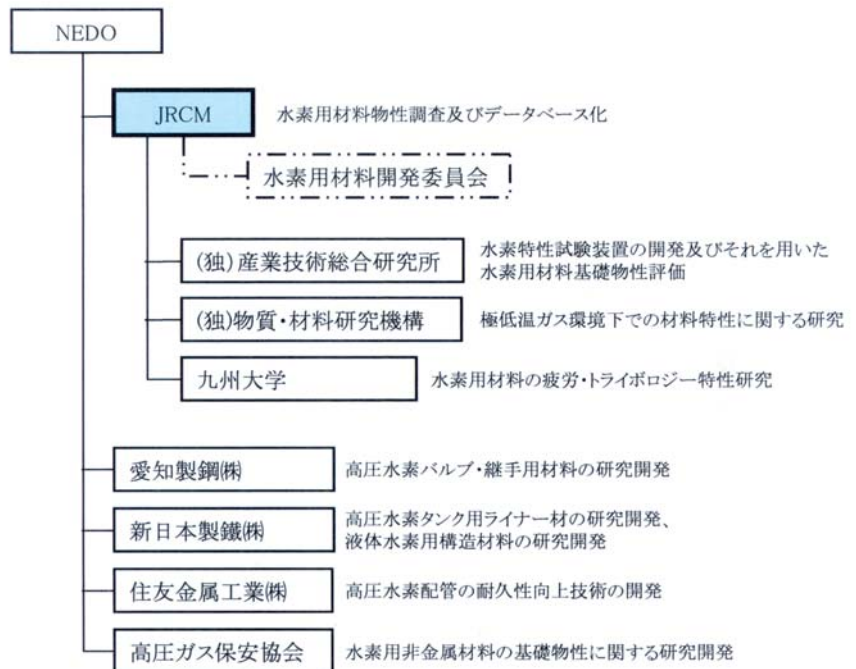 NEDO
JRCM 水素用材料物性調査及びデータベース化
水素用材料開発委員会
(独)産業技術総合研究所 水素特性試験装置の開発及びそれを用いた
水素用材料基礎物性評価
(独)物質・材料研究機構 極低温ガス環境下での材料特性に関する研究
九州大学 水素用材料の疲労・トライボロジー特性研究
愛知製鋼㈱ 高圧水素バルブ・継手用材料の研究開発
新日本製鐵㈱ 高圧水素タンク用ライナー材の研究開発、
液体水素用構造材料の研究開発
住友金属工業㈱ 高圧水素配管の耐久性向上技術の開発
高圧ガス保安協会 水素用非金属材料の基礎物性に関する研究開発